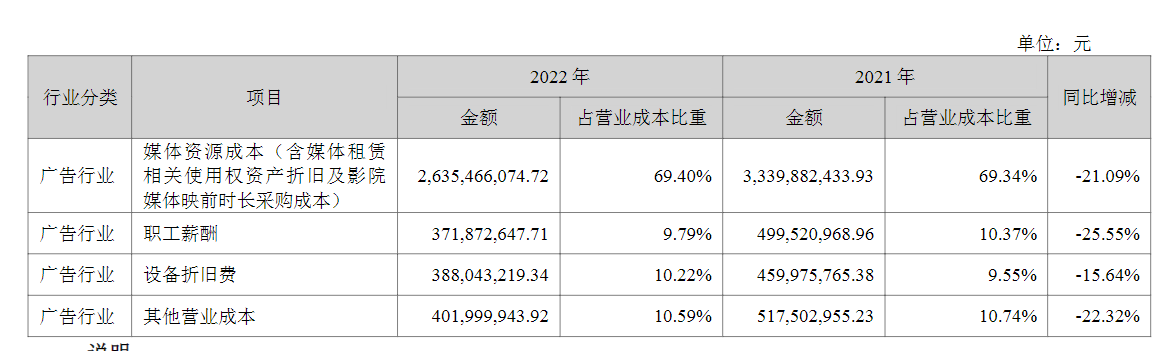 单位：元
行业分类 项目 2022 年 2021 年 同比增减
金额 占营业成本比重 金额 占营业成本比重
广告行业 媒体资源成本（含媒体租赁
相关使用权资产折旧及影院
媒体映前时长采购成本） 2,635,466,074.72 69.40% 3,339,882,433.93 69.34% -21.09%
广告行业 职工薪酬 371,872,647.71 9.79% 499,520,968.96 10.37% -25.55%
广告行业 设备折旧费 388,043,219.34 10.22% 459,975,765.38 9.55% -15.64%
广告行业 其他营业成本 401,999,943.92 10.59% 517,502,955.23 10.74% -22.32%
说明